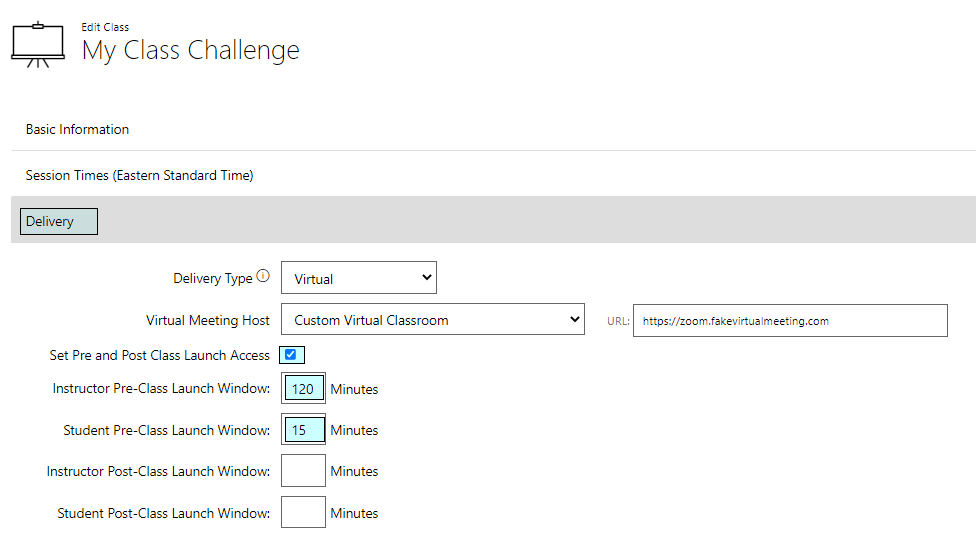 Edit Class
My Class Challenge
Basic Information
Session Times (Eastern Standard Time)
Delivery
Delivery Type Virtual
Virtual Meeting Host Custom Virtual Classroom URL: https://zoom.fakevirtualmeeting.com
Set Pre and Post Class Launch Access
Instructor Pre-Class Launch Window: 120 Minutes
Student Pre-Class Launch Window: 15 Minutes
Instructor Post-Class Launch Window: Minutes
Student Post-Class Launch Window: Minutes